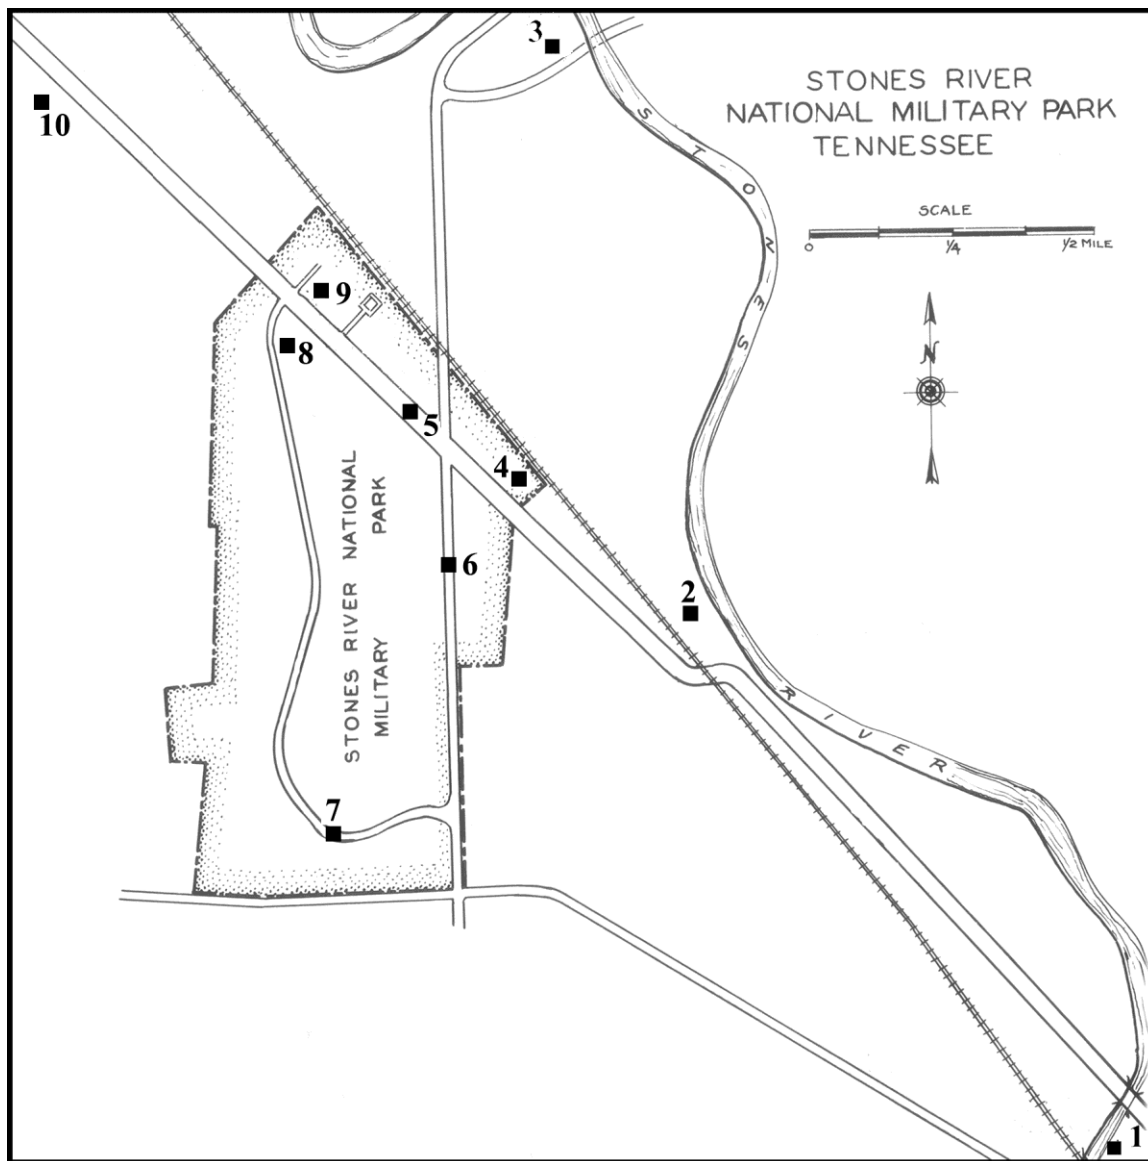 3
10
STONES RIVER
NATIONAL MILITARY PARK
TENNESSEE
SCALE
0 1/4 1/2 MILE
STONES RIVER
N
9
8
5
4
6
2
STONES RIVER NATIONAL
MILITARY PARK
7
1